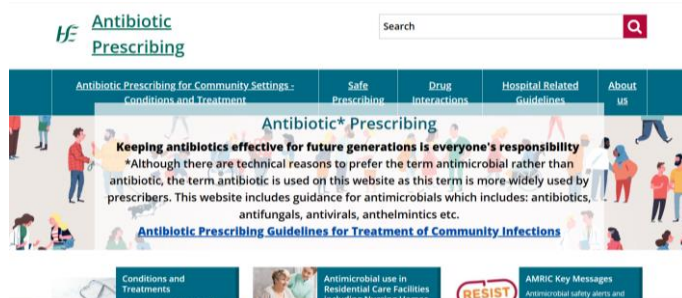 Antibiotic
Prescribing
Search
Antibiotic Prescribing for Community Settings -
Conditions and Treatment
Safe
Prescribing
Drug
Interactions
Hospital Related
Guidelines
About
us
Antibiotic* Prescribing
Keeping antibiotics effective for future generations is everyone's responsibility
*Although there are technical reasons to prefer the term antimicrobial rather than
antibiotic, the term antibiotic is used on this website as this term is more widely used by
prescribers. This website includes guidance for antimicrobials which includes: antibiotics,
antifungals, antivirals, anthelmintics etc.
Antibiotic Prescribing Guidelines for Treatment of Community Infections
Conditions and
Treatments
Antimicrobial use in
Residential Care Facilities
including Nursing Homes
RESIST
AMRIC Key Messages
Antimicrobial safety alerts and